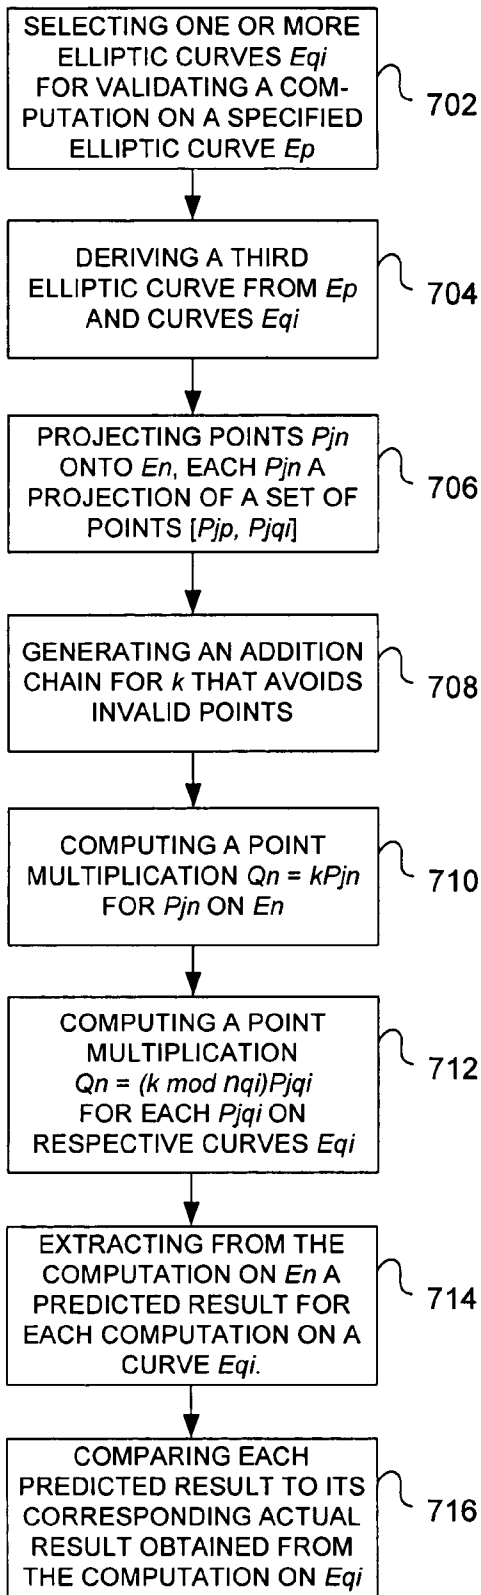 SELECTING ONE OR MORE
ELLIPTIC CURVES Eqi
FOR VALIDATING A COM-
PUTATION ON A SPECIFIED
ELLIPTIC CURVE Ep
702
DERIVING A THIRD
ELLIPTIC CURVE FROM Ep
AND CURVES Eqi
704
PROJECTING POINTS Pjn
ONTO En, EACH Pjn A
PROJECTION OF A SET OF
POINTS [Pjp, Pjqi]
706
GENERATING AN ADDITION
CHAIN FOR k THAT AVOIDS
INVALID POINTS
708
COMPUTING A POINT
MULTIPLICATION Qn = kPjn
FOR Pjn ON En
710
COMPUTING A POINT
MULTIPLICATION
Qn = (k mod nqi)Pjqi
FOR EACH Pjqi ON
RESPECTIVE CURVES Eqi
712
EXTRACTING FROM THE
COMPUTATION ON En A
PREDICTED RESULT FOR
EACH COMPUTATION ON A
CURVE Eqi.
714
COMPARING EACH
PREDICTED RESULT TO ITS
CORRESPONDING ACTUAL
RESULT OBTAINED FROM
THE COMPUTATION ON Eqi
716